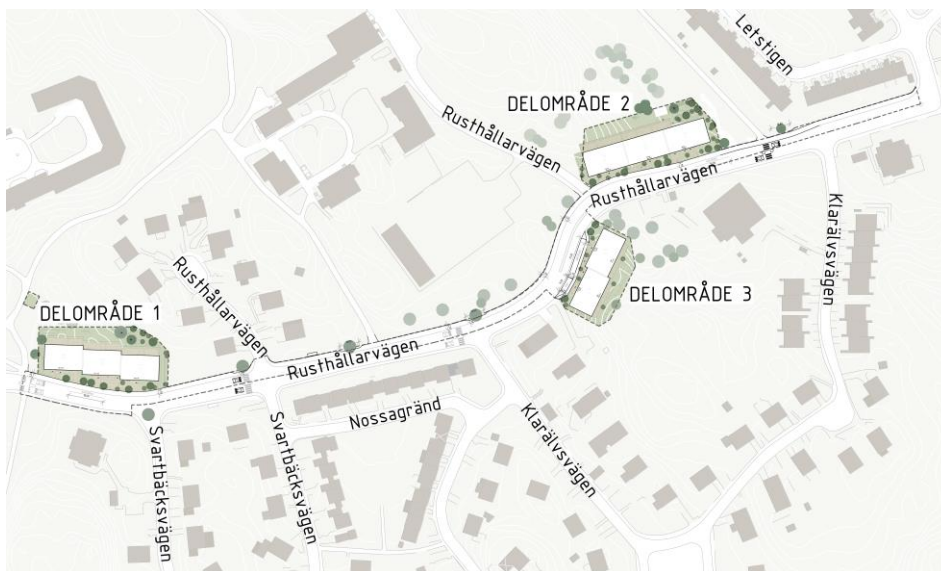 Letstigen
DELOMRÅDE 2
Rusthållarvägen
Rusthållarvägen
Klarälvsvägen
DELOMRÅDE 3
Rusthållarvägen
DELOMRÅDE 1
Rusthållarvägen
Nossagränd
Klarälvsvägen
Svartbäcksvägen
Svartbäcksvägen